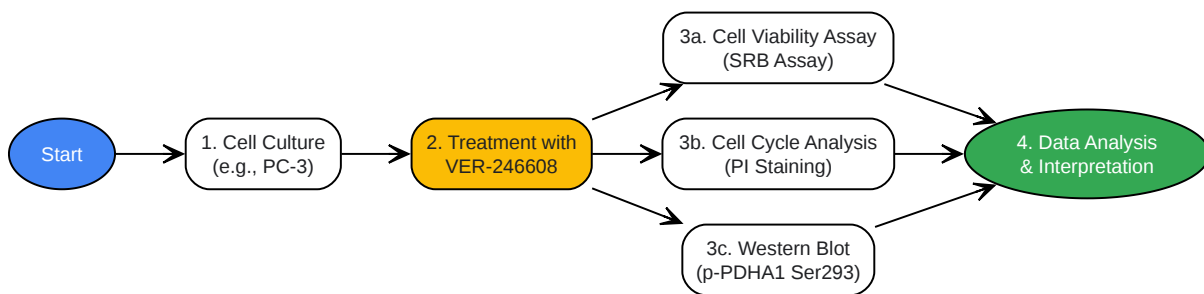 Start
1. Cell Culture
(e.g., PC-3)
2. Treatment with
VER-246608
3a. Cell Viability Assay
(SRB Assay)
3b. Cell Cycle Analysis
(PI Staining)
3c. Western Blot
(p-PDHA1 Ser293)
4. Data Analysis
& Interpretation